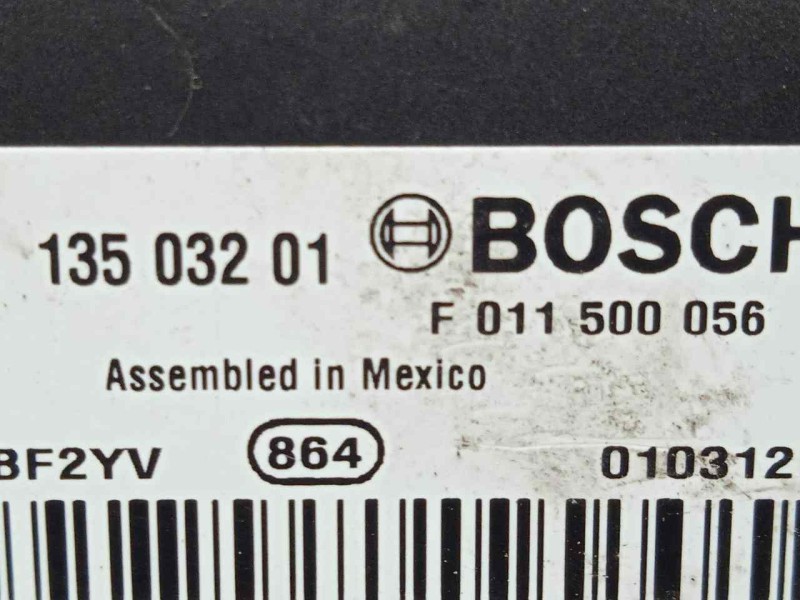 135 032 01 BOSCH
F 011 500 056
Assembled in Mexico
BF2YV 864 010312